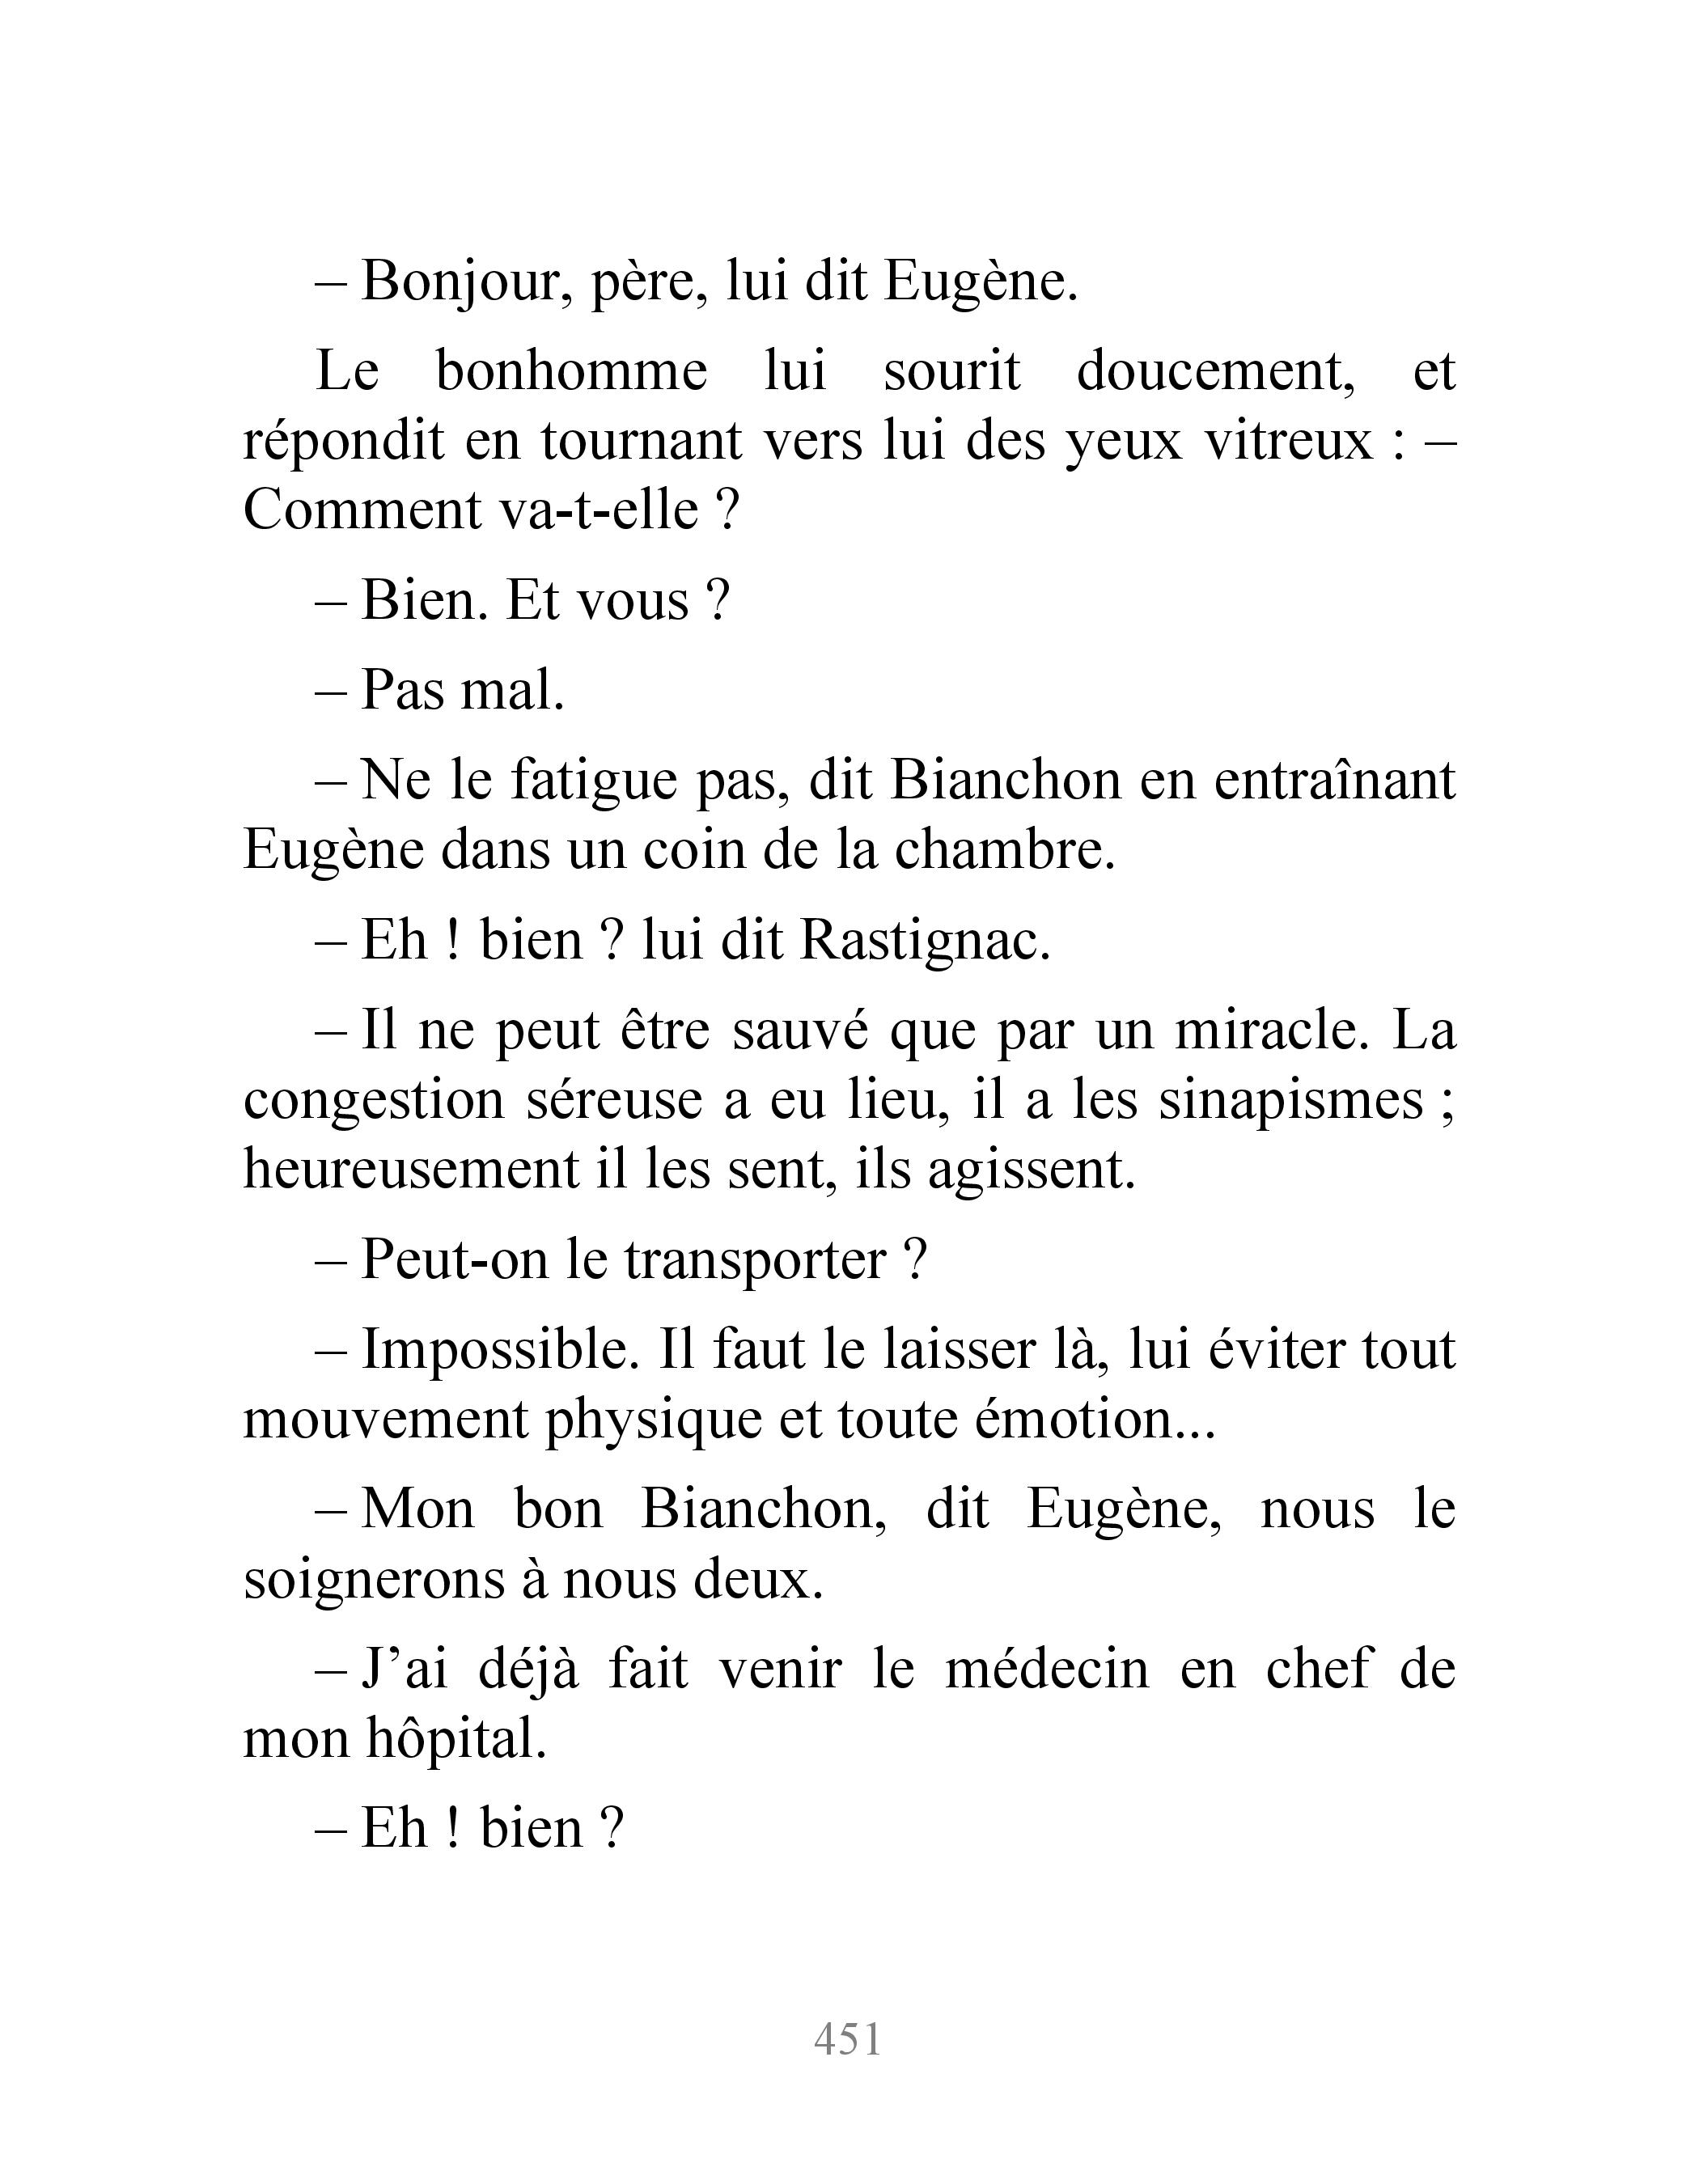 – Bonjour, père, lui dit Eugène.
Le bonhomme lui sourit doucement, et
répondit en tournant vers lui des yeux vitreux : –
Comment va-t-elle ?
– Bien. Et vous ?
– Pas mal.
– Ne le fatigue pas, dit Bianchon en entraînant
Eugène dans un coin de la chambre.
– Eh ! bien ? lui dit Rastignac.
– Il ne peut être sauvé que par un miracle. La
congestion séreuse a eu lieu, il a les sinapismes ;
heureusement il les sent, ils agissent.
– Peut-on le transporter ?
– Impossible. Il faut le laisser là, lui éviter tout
mouvement physique et toute émotion...
– Mon bon Bianchon, dit Eugène, nous le
soignerons à nous deux.
– J’ai déjà fait venir le médecin en chef de
mon hôpital.
– Eh ! bien ?
451